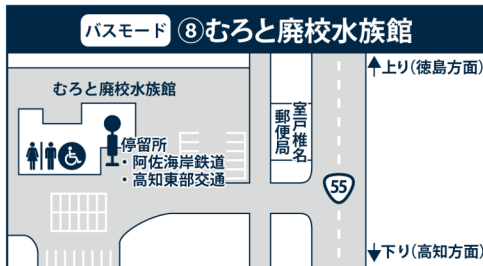 バスモード ⑧むろと廃校水族館
上り(徳島方面)
むろと廃校水族館
停留所
・阿佐海岸鉄道
・高知東部交通
室戸椎名
郵便局
55
下り(高知方面)